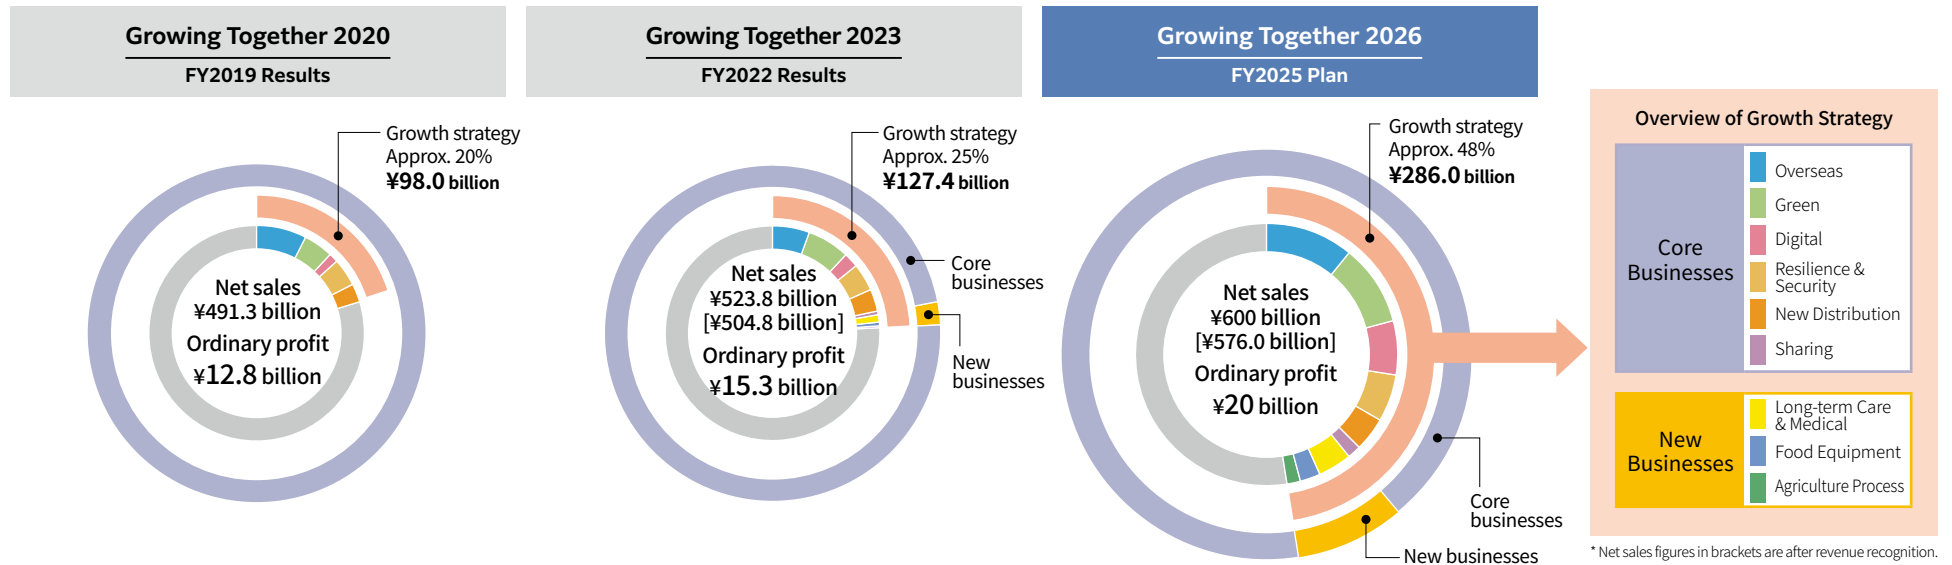 Growing Together 2020
FY2019 Results
Growth strategy
Approx. 20%
¥98.0 billion
Net sales
¥491.3 billion
Ordinary profit
¥12.8 billion
Growing Together 2023
FY2022 Results
Growth strategy
Approx. 25%
¥127.4 billion
Net sales
¥523.8 billion
[¥504.8 billion]
Ordinary profit
¥15.3 billion
Core
businesses
New
businesses
Growing Together 2026
FY2025 Plan
Growth strategy
Approx. 48%
¥286.0 billion
Net sales
¥600 billion
[¥576.0 billion]
Ordinary profit
¥20 billion
Core
businesses
New businesses
Overview of Growth Strategy
Core
Businesses
Overseas
Green
Digital
Resilience &
Security
New Distribution
Sharing
New
Businesses
Long-term Care
& Medical
Food Equipment
Agriculture Process
* Net sales figures in brackets are after revenue recognition.